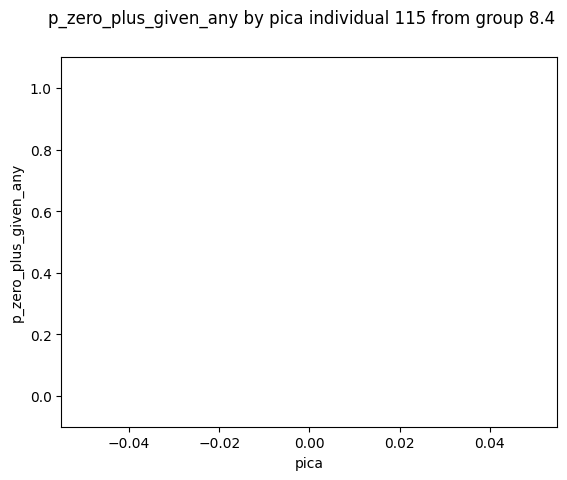 p_zero_plus_given_any by pica individual 115 from group 8.4
1.0
0.8
0.6
0.4
0.2
0.0
p_zero_plus_given_any
−0.04 −0.02 0.00 0.02 0.04
pica